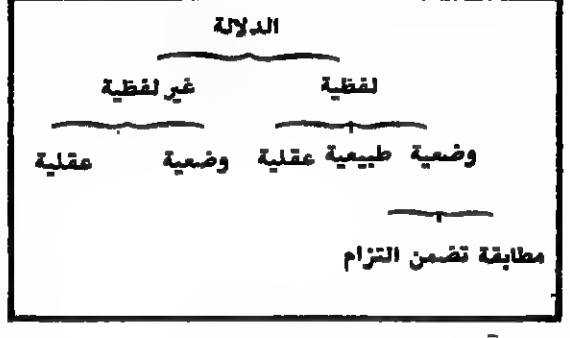 الدلالة
لفظية غير لفظية
وضعية طبيعية عقلية وضعية عقلية
مطابقة تضمن التزام